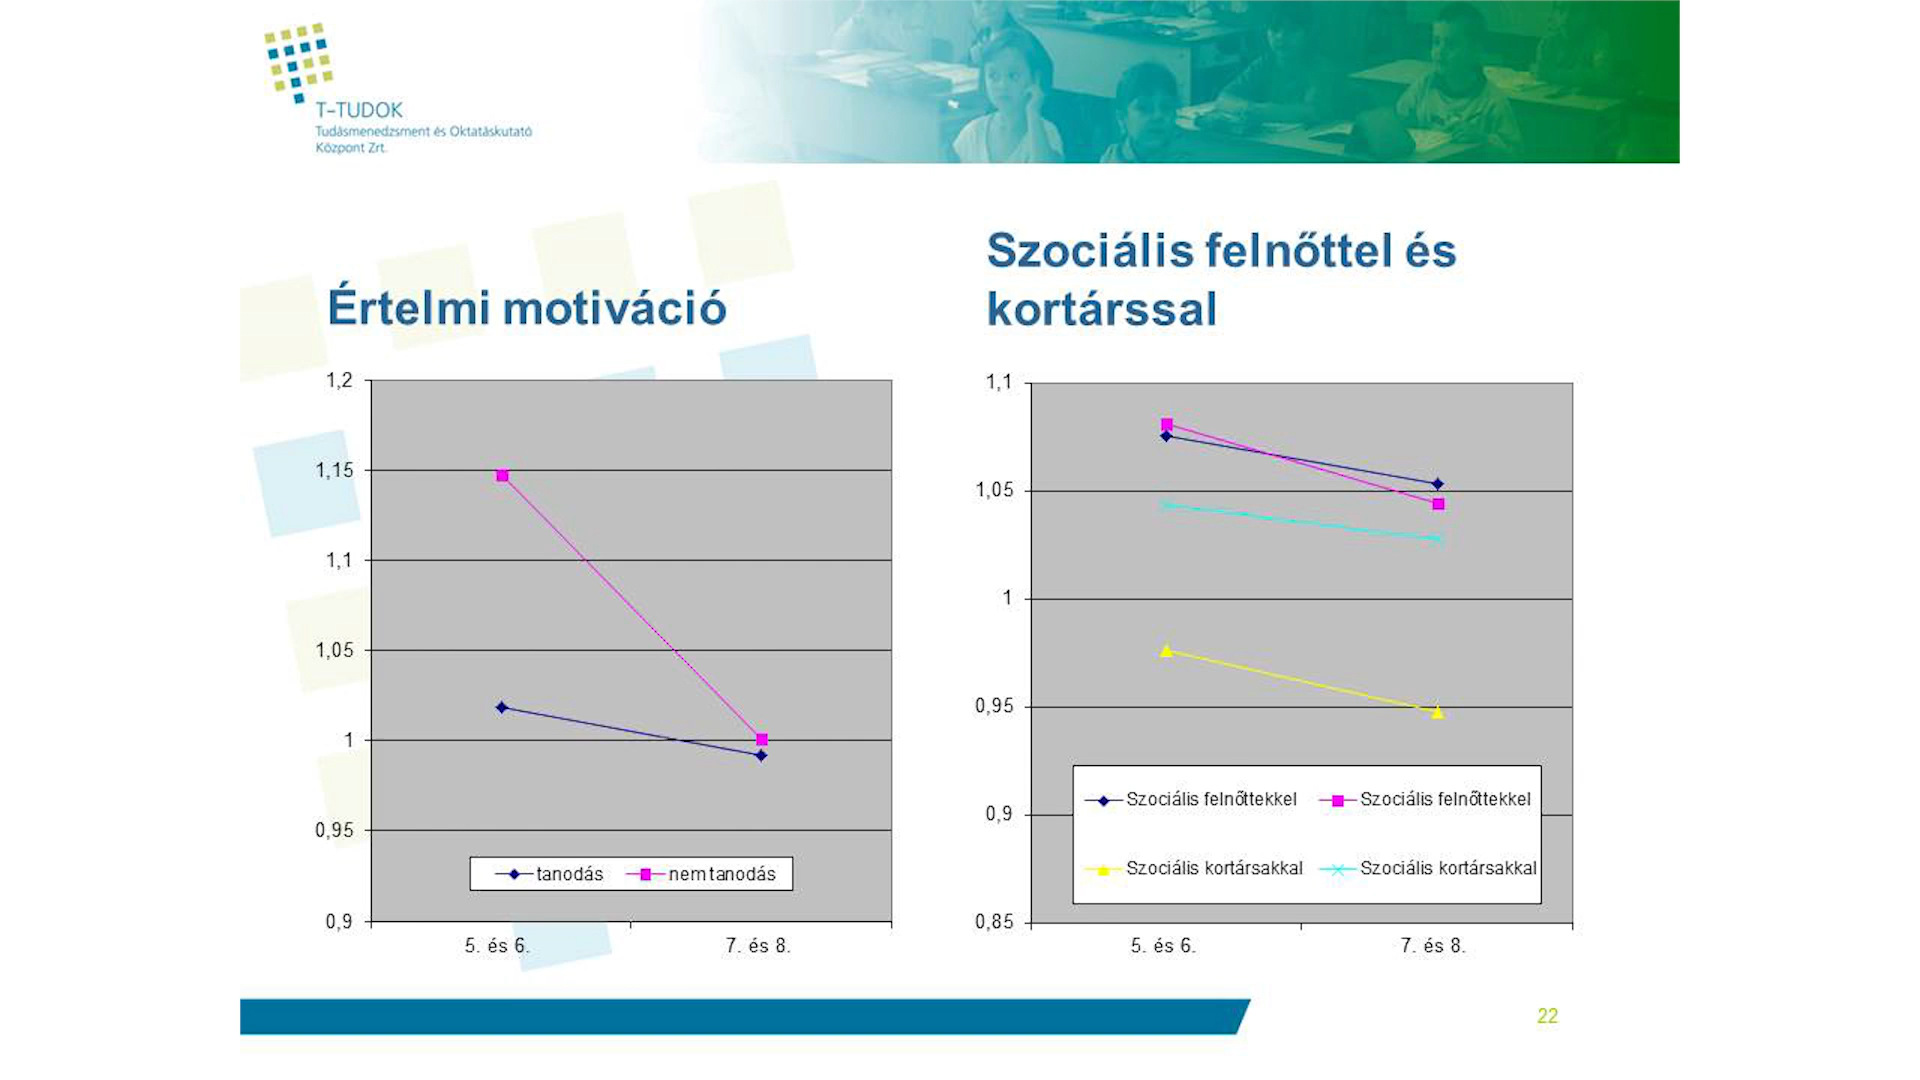 T-TUDOK
Tudásmenedzsment és Oktatáskutató
Központ Zrt.
Értelmi motiváció
Szociális felnőttel és
kortárssal
1,2
1,15
1,1
1,05
1
0,95
0,9
5. és 6.
7. és 8.
tanodás
nem tanodás
1,1
1,05
1
0,95
0,9
0,85
5. és 6.
7. és 8.
Szociális felnőttekkel
Szociális felnőttekkel
Szociális kortársakkal
Szociális kortársakkal
22